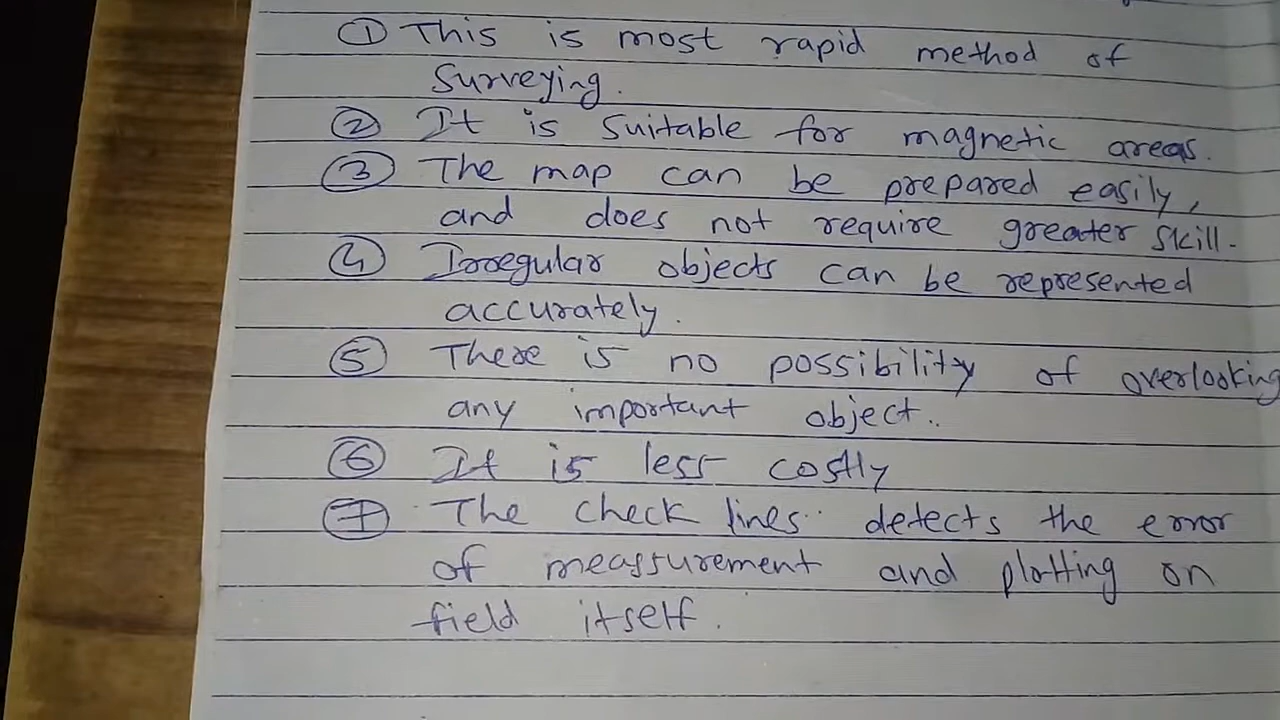 ① This is most rapid method of
Surveying.
② It is suitable for magnetic areas.
③ The map can be prepared easily,
and does not require greater skill.
④ Irregular objects can be represented
accurately.
⑤ There is no possibility of overlooking
any important object..
⑥ It is less costly
⑦ The check lines detects the error
of meassurement and plotting on
field itself.